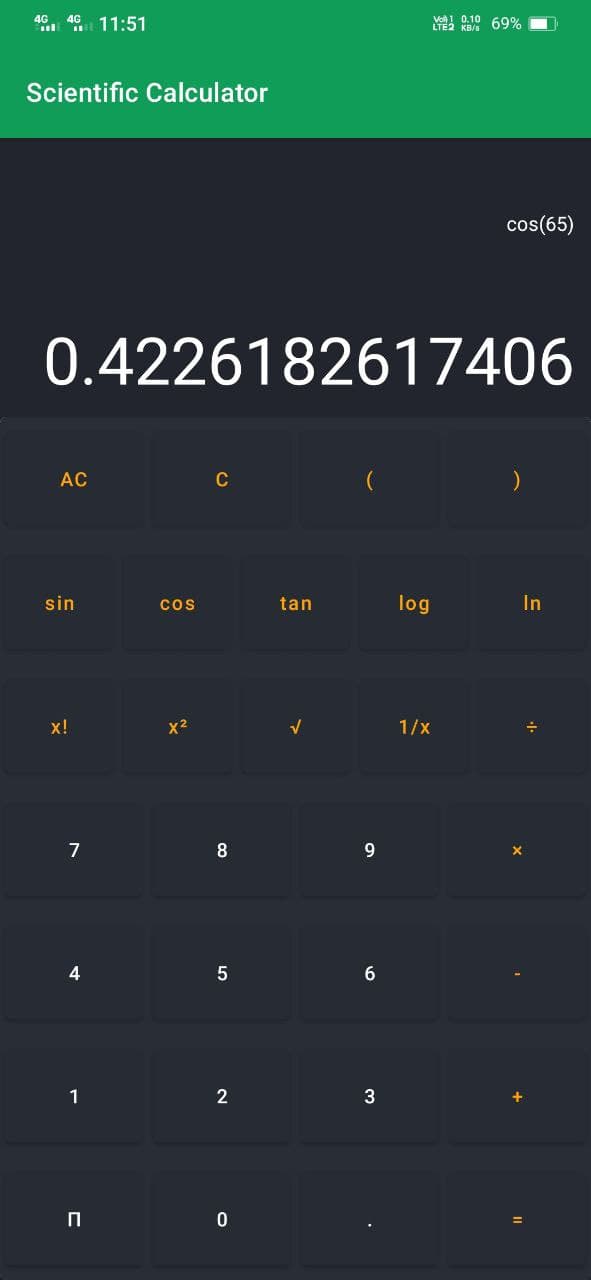 4G 4G 11:51 Vo) 1 LTE2 0.10 KB/s 69%
Scientific Calculator
cos(65)
0.4226182617406
AC C ( )
sin cos tan log ln
x! x² √ 1/x ÷
7 8 9 ×
4 5 6 -
1 2 3 +
Π 0 . =